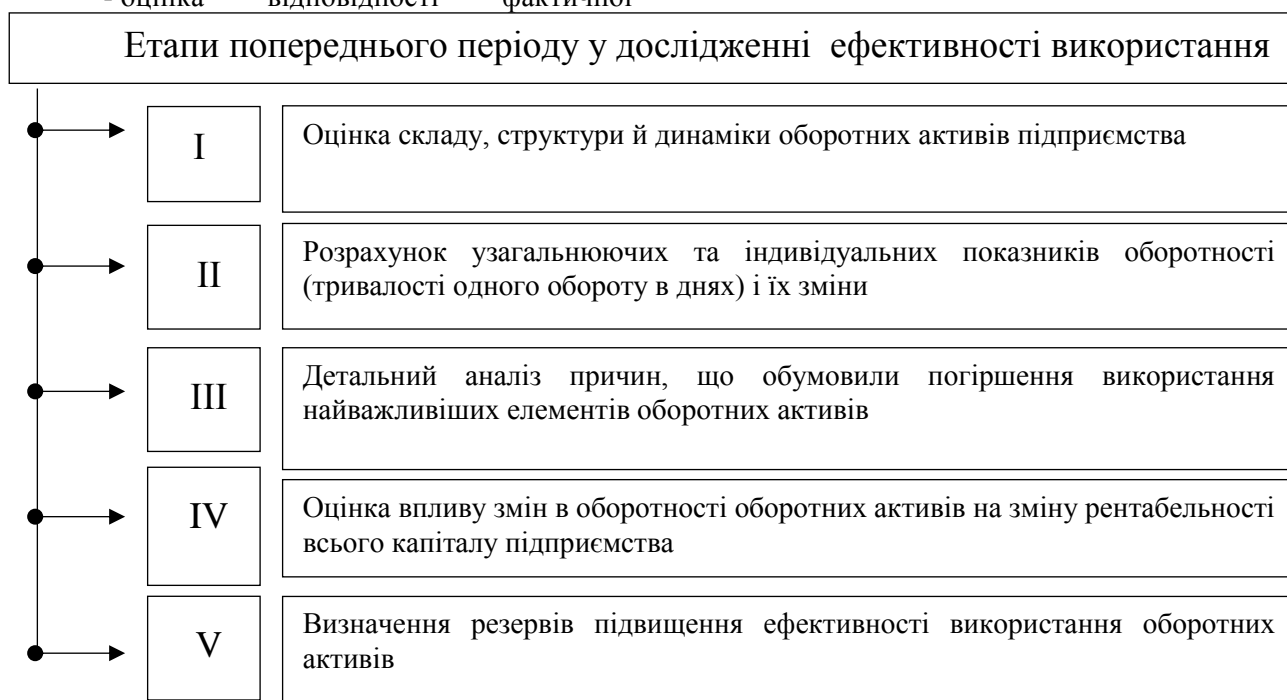 - оцінка відповідності фактичної
Етапи попереднього періоду у дослідженні ефективності використання
I
Оцінка складу, структури й динаміки оборотних активів підприємства
II
Розрахунок узагальнюючих та індивідуальних показників оборотності
(тривалості одного обороту в днях) і їх зміни
III
Детальний аналіз причин, що обумовили погіршення використання
найважливіших елементів оборотних активів
IV
Оцінка впливу змін в оборотності оборотних активів на зміну рентабельності
всього капіталу підприємства
V
Визначення резервів підвищення ефективності використання оборотних
активів